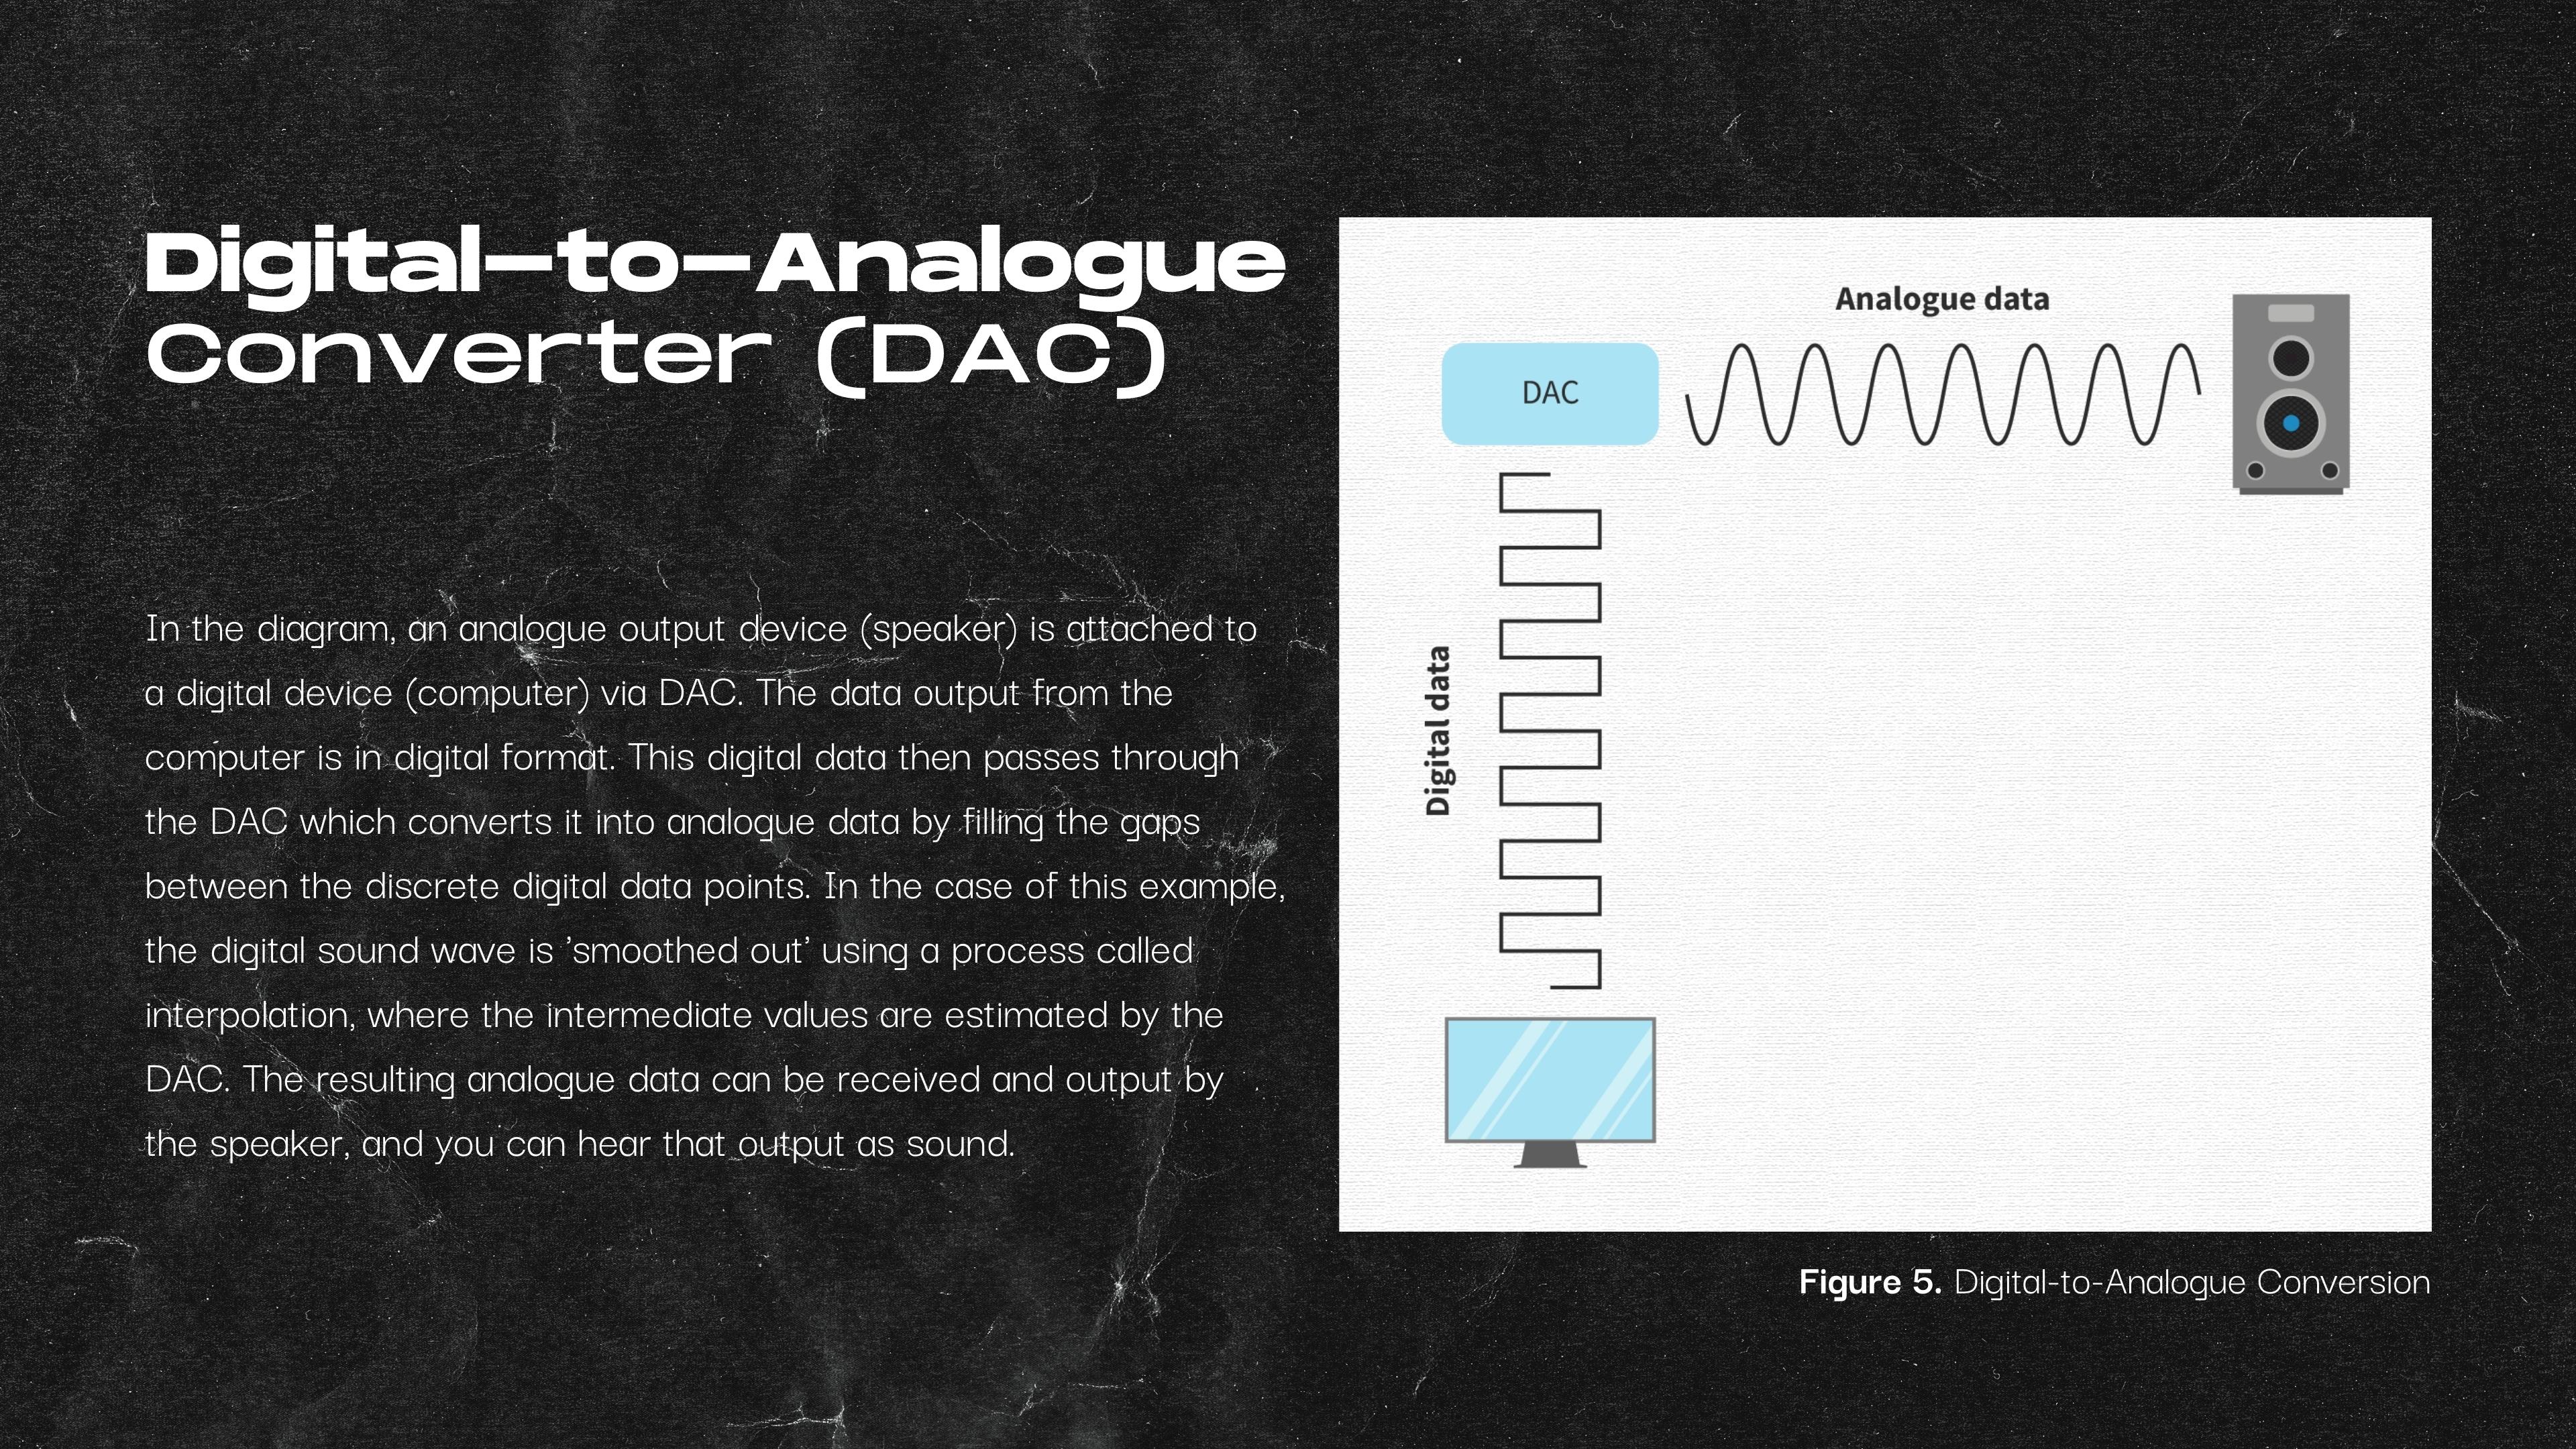 Digital-to-Analogue
Converter (DAC)
In the diagram, an analogue output device (speaker) is attached to
a digital device (computer) via DAC. The data output from the
computer is in digital format. This digital data then passes through
the DAC which converts it into analogue data by filling the gaps
between the discrete digital data points. In the case of this example,
the digital sound wave is 'smoothed out' using a process called
interpolation, where the intermediate values are estimated by the
DAC. The resulting analogue data can be received and output by
the speaker, and you can hear that output as sound.
Analogue data
DAC
Digital data
Figure 5. Digital-to-Analogue Conversion